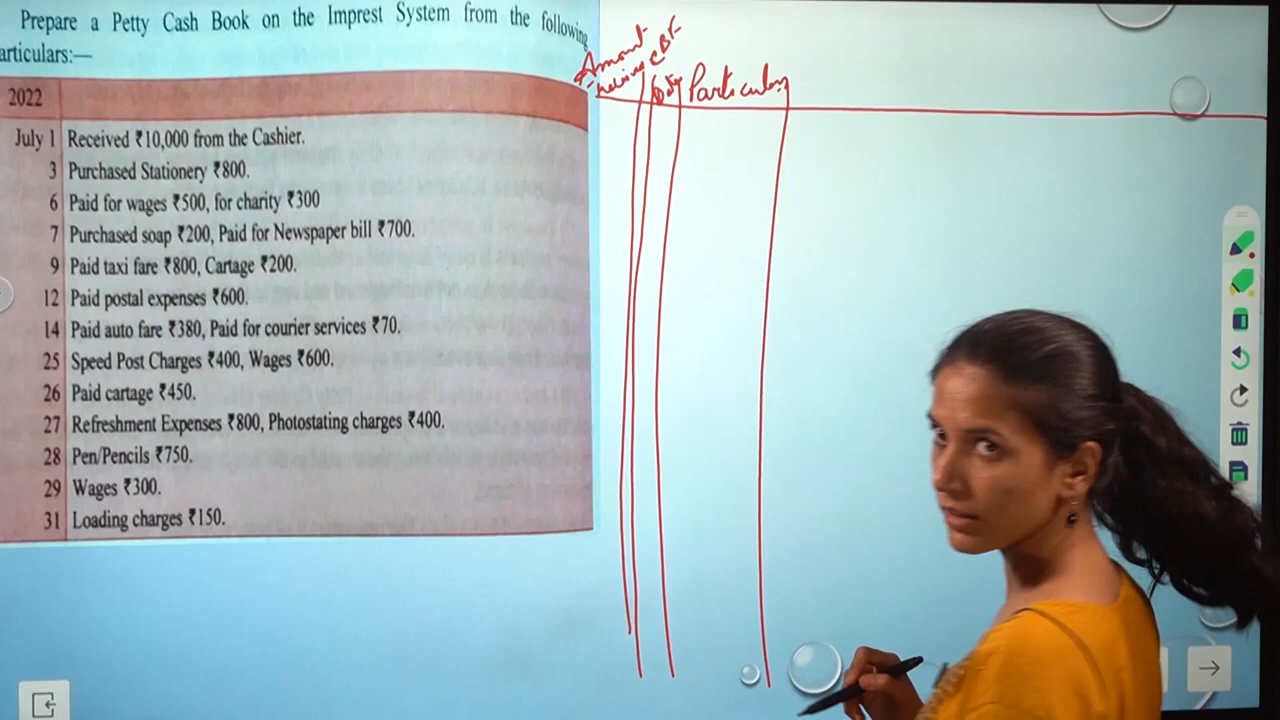 Prepare a Petty Cash Book on the Imprest System from the following
articulars:—
2022
July 1 Received ₹10,000 from the Cashier.
3 Purchased Stationery ₹800.
6 Paid for wages ₹500, for charity ₹300
7 Purchased soap ₹200, Paid for Newspaper bill ₹700.
9 Paid taxi fare ₹800, Cartage ₹200.
12 Paid postal expenses ₹600.
14 Paid auto fare ₹380, Paid for courier services ₹70.
25 Speed Post Charges ₹400, Wages ₹600.
26 Paid cartage ₹450.
27 Refreshment Expenses ₹800, Photostating charges ₹400.
28 Pen/Pencils ₹750.
29 Wages ₹300.
31 Loading charges ₹150.
Amount
Particulars